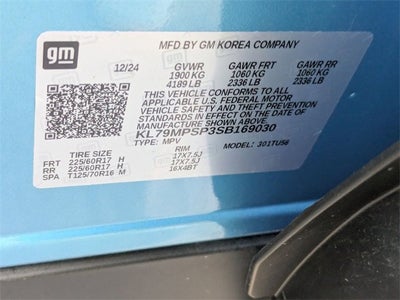 gm
MFD BY GM KOREA COMPANY
12/24 GVWR GAWR FRT GAWR RR
1900 KG 1060 KG 1060 KG
4189 LB 2336 LB 2336 LB
THIS VEHICLE CONFORMS TO ALL
APPLICABLE U.S. FEDERAL MOTOR
VEHICLE SAFETY AND THEFT
PREVENTION STANDARDS IN EFFECT ON
THE DATE OF MANUFACTURE SHOWN ABOVE.
KL79MPSP3SB169030
TYPE: MPV MODEL: 301TU56
TIRE SIZE RIM
FRT 225/60R17 H 17X7.5J
RR 225/60R17 H 17X7.5J
SPA T125/70R16 M 16X4BT